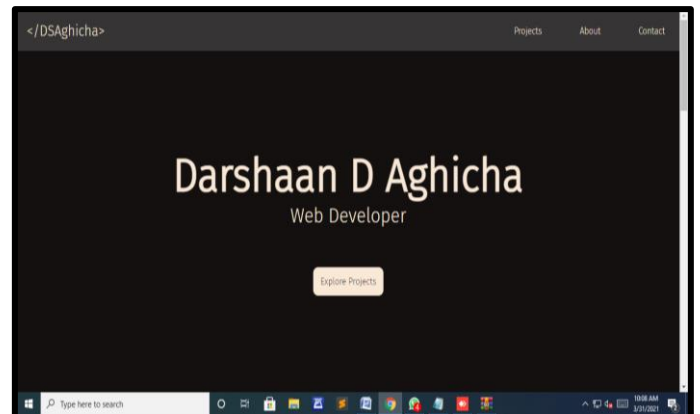 </DSAghicha>
Projects About Contact
Darshaan D Aghicha
Web Developer
Explore Projects
Type here to search
10:08 AM
3/31/2021